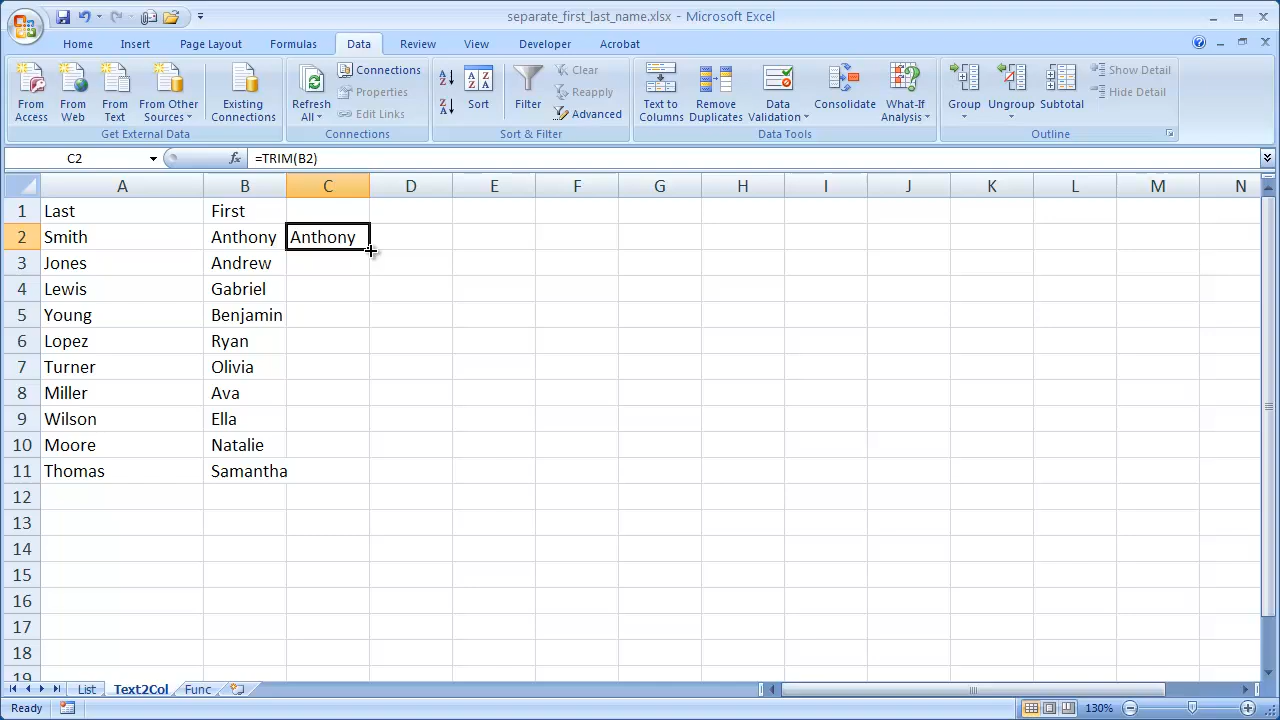 separate_first_last_name.xlsx - Microsoft Excel
Home Insert Page Layout Formulas Data Review View Developer Acrobat
From Access
From Web
From Text
From Other Sources
Existing Connections
Get External Data
Refresh All
Connections
Properties
Edit Links
Connections
Sort
Filter
Clear
Reapply
Advanced
Sort & Filter
Text to Columns
Remove Duplicates
Data Validation
Consolidate
What-If Analysis
Data Tools
Group
Ungroup
Subtotal
Show Detail
Hide Detail
Outline
C2 fx =TRIM(B2)
A B C D E F G H I J K L M N
1 Last First
2 Smith Anthony Anthony
3 Jones Andrew
4 Lewis Gabriel
5 Young Benjamin
6 Lopez Ryan
7 Turner Olivia
8 Miller Ava
9 Wilson Ella
10 Moore Natalie
11 Thomas Samantha
12
13
14
15
16
17
18
19
List Text2Col Func
Ready 130%